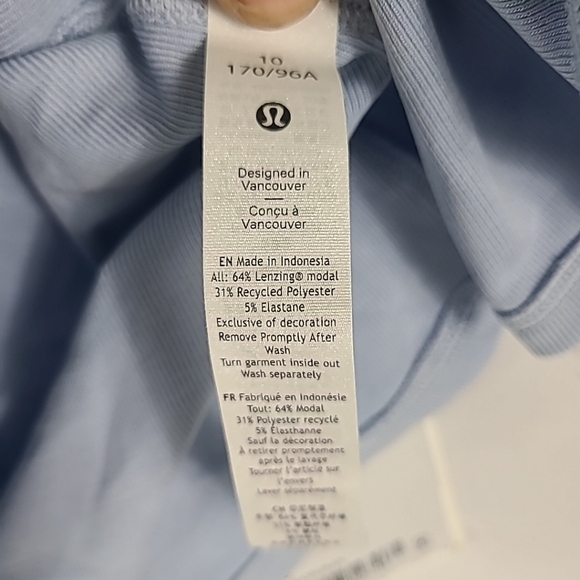 10
170/96A
Designed in
Vancouver
Conçu à
Vancouver
EN Made in Indonesia
All: 64% Lenzing® modal
31% Recycled Polyester
5% Elastane
Exclusive of decoration
Remove Promptly After
Wash
Turn garment inside out
Wash separately
FR Fabriqué en Indonésie
Tout: 64% Modal
31% Polyester recyclé
5% Élasthanne
Sauf la décoration
À retirer promptement
après le lavage
Tourner l'article sur
l'envers
Laver séparément